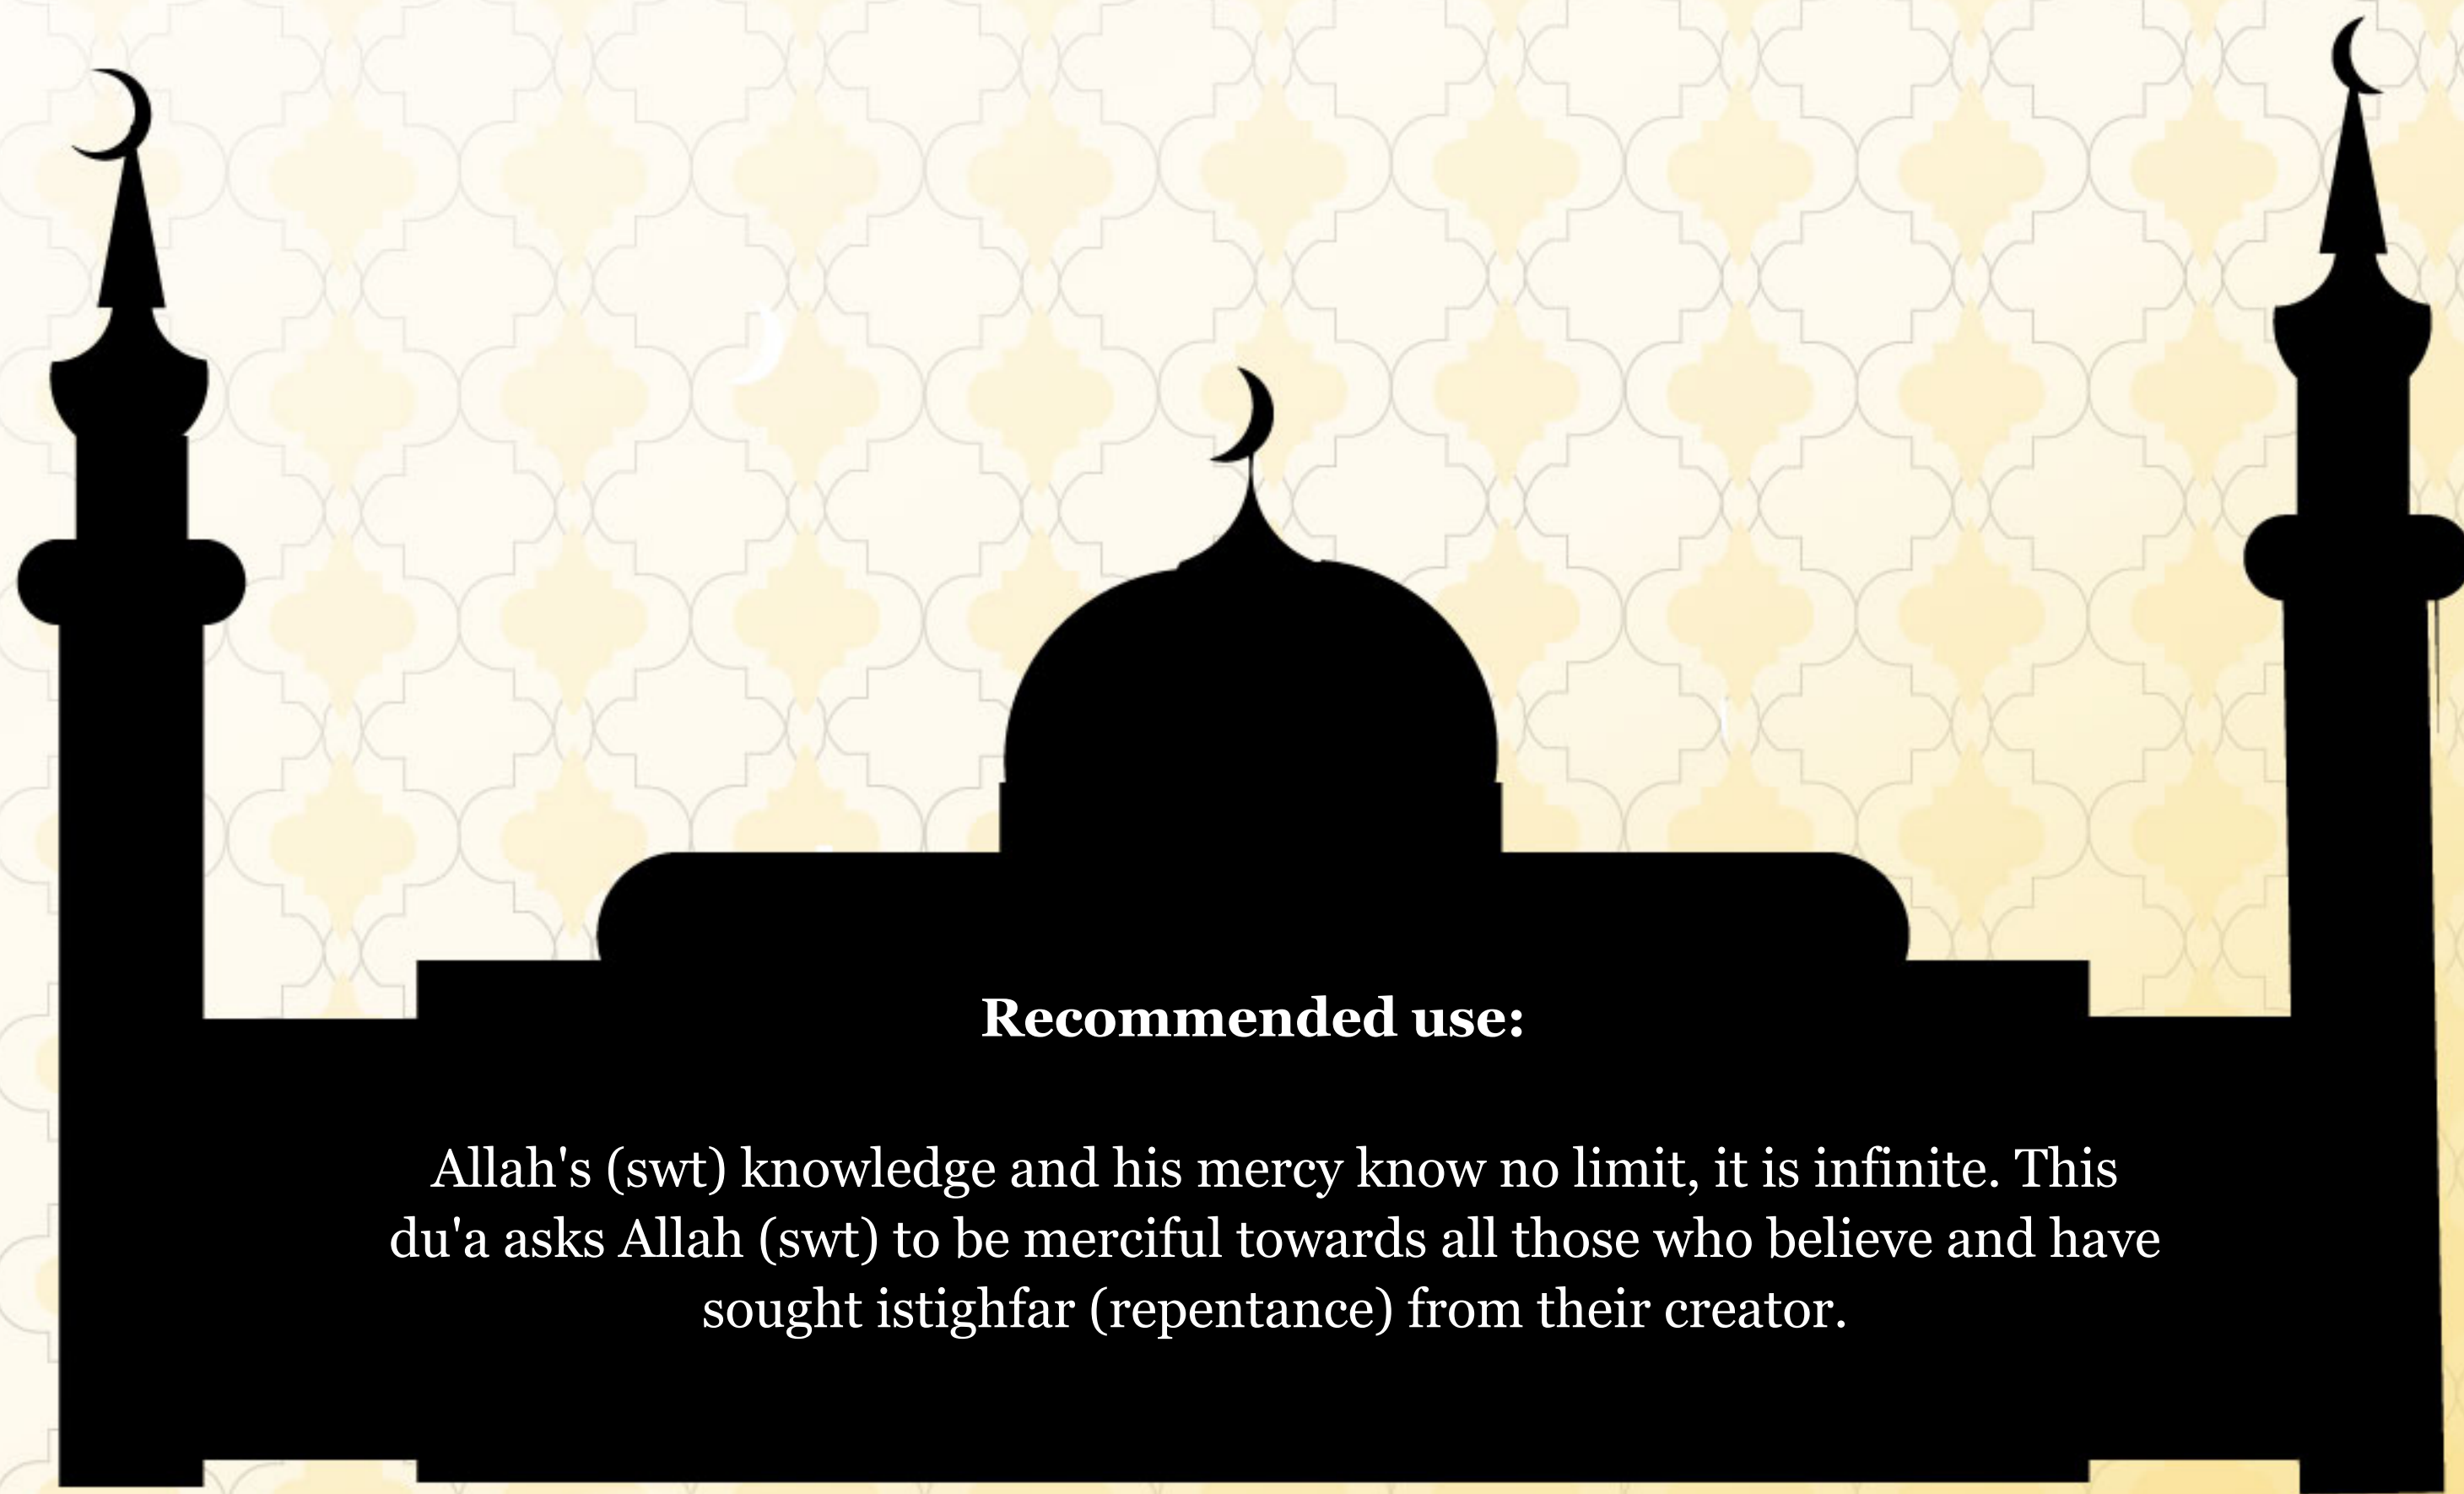 Recommended use:
Allah's (swt) knowledge and his mercy know no limit, it is infinite. This
du'a asks Allah (swt) to be merciful towards all those who believe and have
sought istighfar (repentance) from their creator.